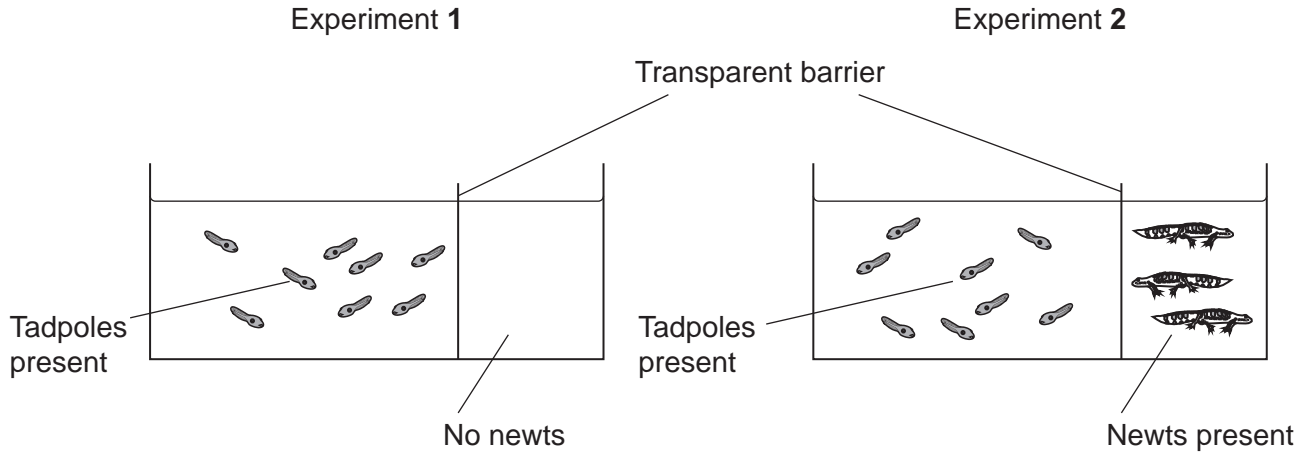 Experiment 1
Experiment 2
Transparent barrier
Tadpoles
present
No newts
Tadpoles
present
Newts present